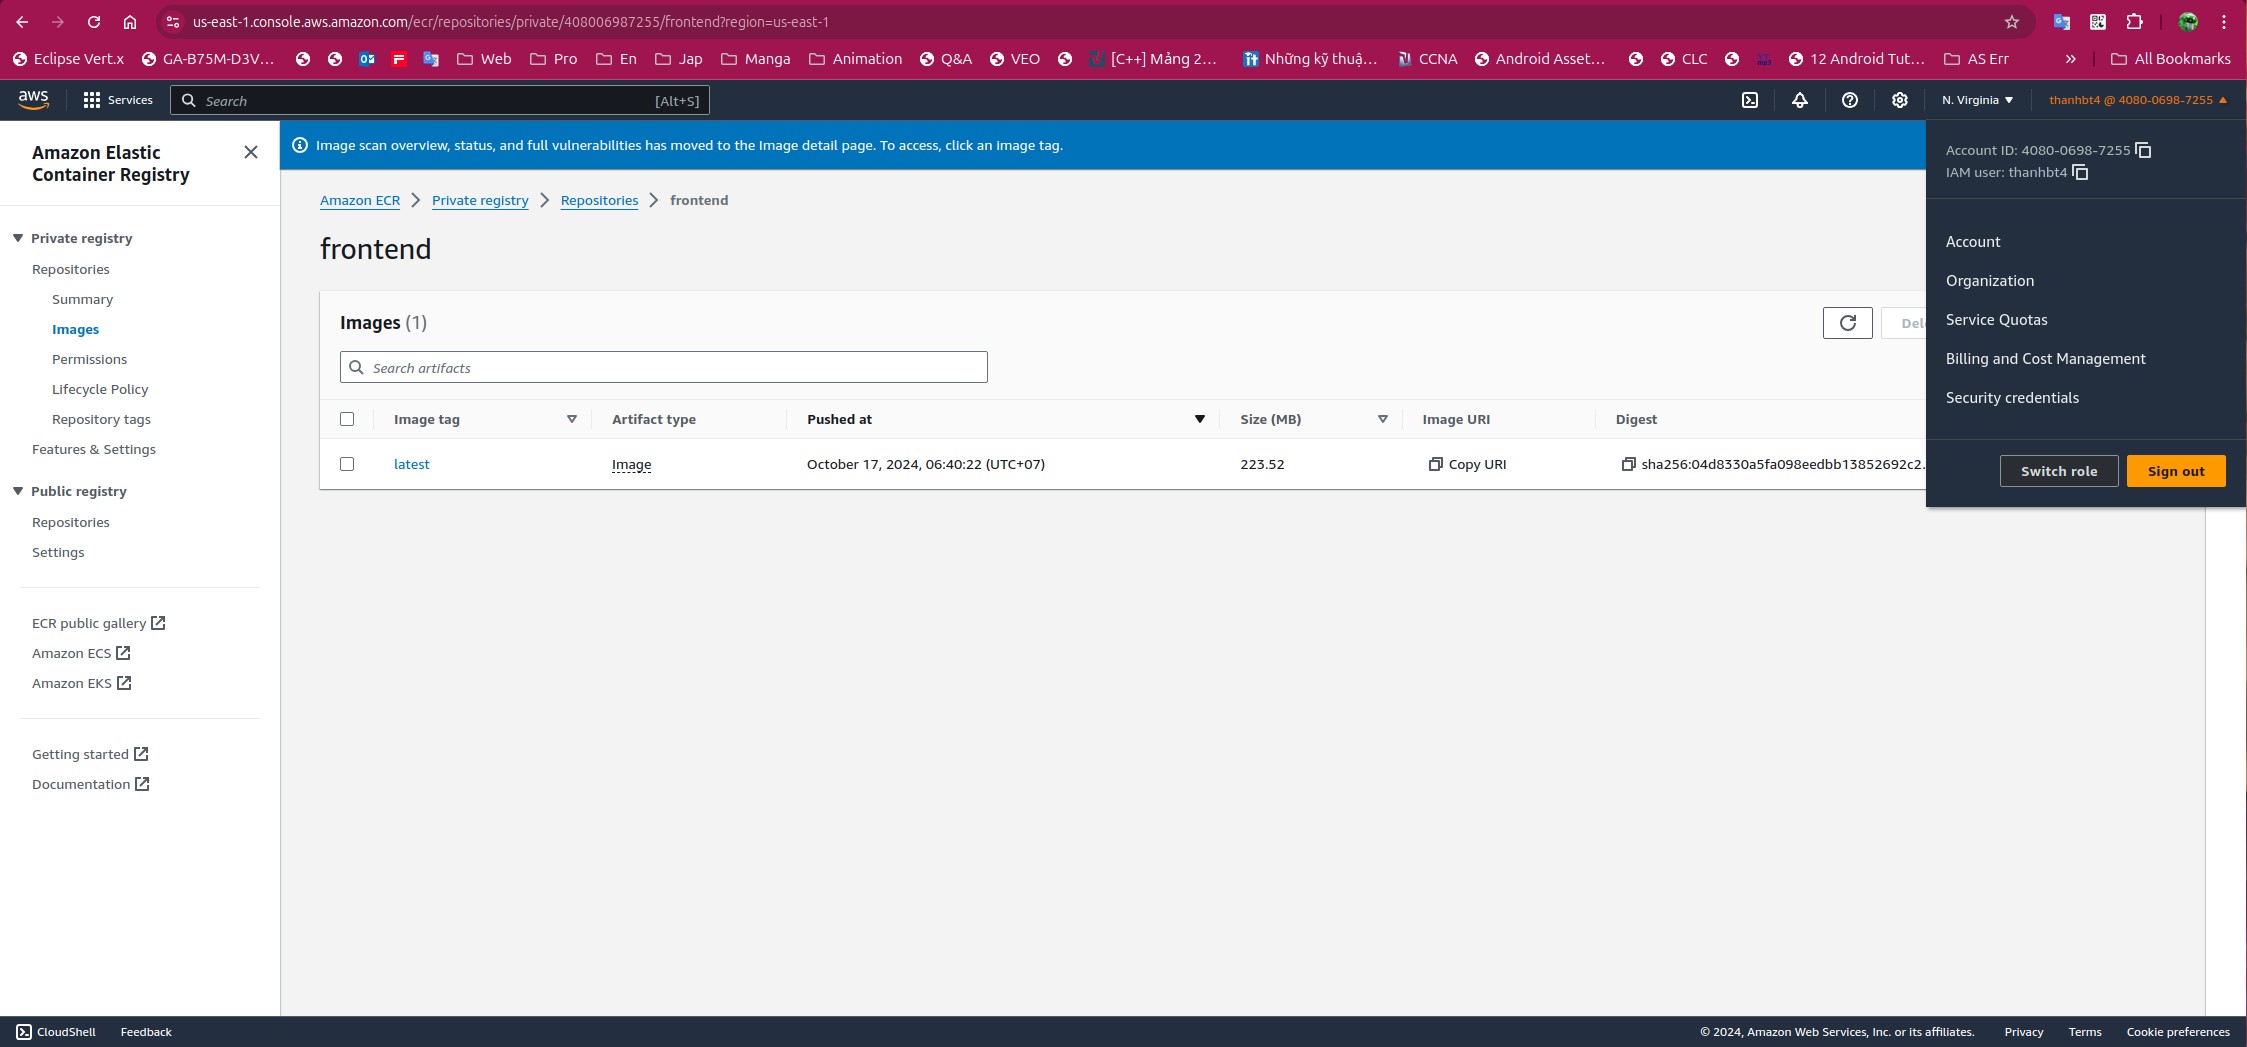 us-east-1.console.aws.amazon.com/ecr/repositories/private/408006987255/frontend?region=us-east-1
Eclipse Vert.x GA-B75M-D3V... Web Pro En Jap Manga Animation Q&A VEO [C++] Mảng 2... Những kỹ thuậ... CCNA Android Asset... CLC 12 Android Tut... AS Err » All Bookmarks
aws Services Search [Alt+S] N. Virginia thanhbt4 @ 4080-0698-7255
Amazon Elastic
Container Registry
Private registry
Repositories
Summary
Images
Permissions
Lifecycle Policy
Repository tags
Features & Settings
Public registry
Repositories
Settings
ECR public gallery
Amazon ECS
Amazon EKS
Getting started
Documentation
Image scan overview, status, and full vulnerabilities has moved to the Image detail page. To access, click an image tag.
Amazon ECR Private registry Repositories frontend
frontend
Images (1)
Del
Search artifacts
Image tag Artifact type Pushed at Size (MB) Image URI Digest
latest Image October 17, 2024, 06:40:22 (UTC+07) 223.52 Copy URI sha256:04d8330a5fa098eedbb13852692c2.
Account ID: 4080-0698-7255
IAM user: thanhbt4
Account
Organization
Service Quotas
Billing and Cost Management
Security credentials
Switch role Sign out
CloudShell Feedback © 2024, Amazon Web Services, Inc. or its affiliates. Privacy Terms Cookie preferences